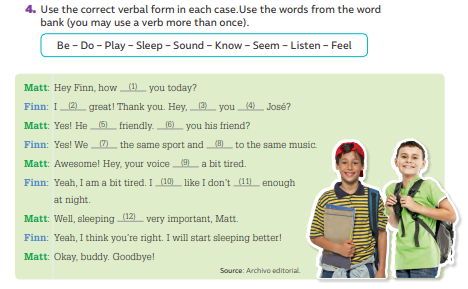 4. Use the correct verbal form in each case.Use the words from the word
bank (you may use a verb more than once).
Be – Do – Play – Sleep – Sound – Know – Seem – Listen – Feel
Matt: Hey Finn, how __(1)__ you today?
Finn: I __(2)__ great! Thank you. Hey, __(3)__ you __(4)__ José?
Matt: Yes! He __(5)__ friendly. __(6)__ you his friend?
Finn: Yes! We __(7)__ the same sport and __(8)__ to the same music.
Matt: Awesome! Hey, your voice __(9)__ a bit tired.
Finn: Yeah, I am a bit tired. I __(10)__ like I don't __(11)__ enough
at night.
Matt: Well, sleeping __(12)__ very important, Matt.
Finn: Yeah, I think you're right. I will start sleeping better!
Matt: Okay, buddy. Goodbye!
Source: Archivo editorial.